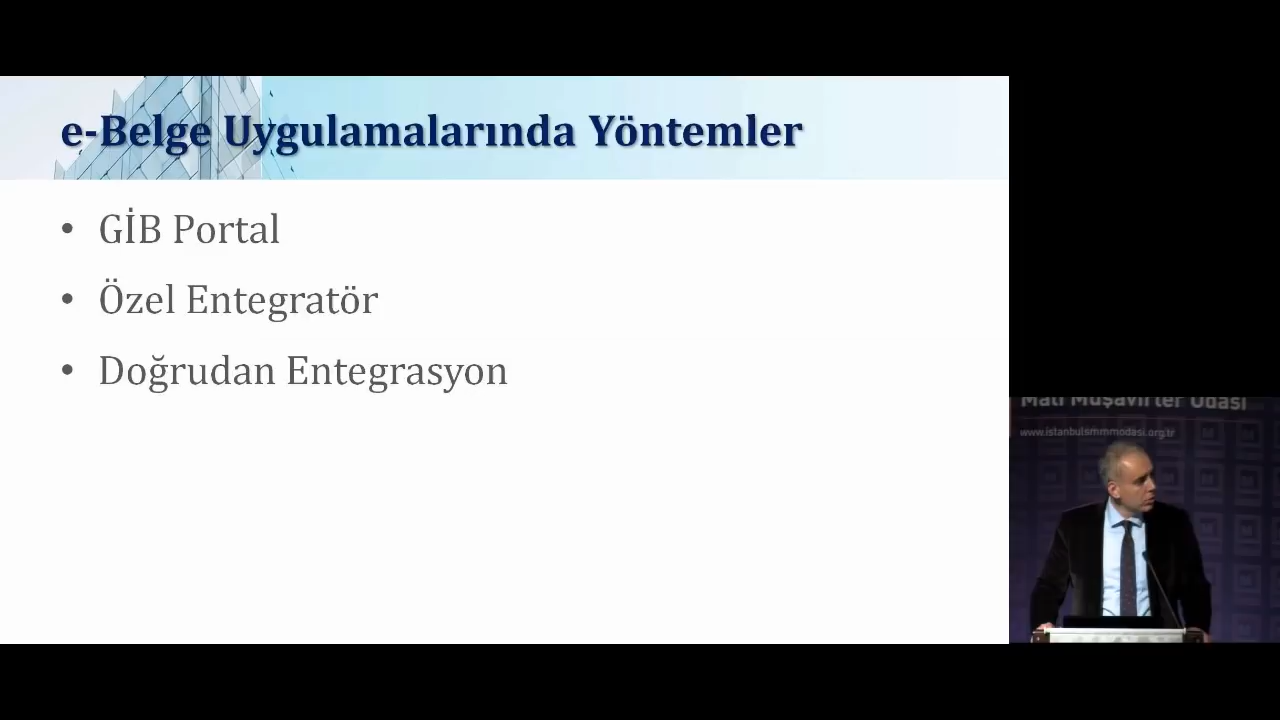 e-Belge Uygulamalarında Yöntemler
• GİB Portal
• Özel Entegratör
• Doğrudan Entegrasyon
Mali Müşavirler Odası
www.istanbulsmmmodasi.org.tr